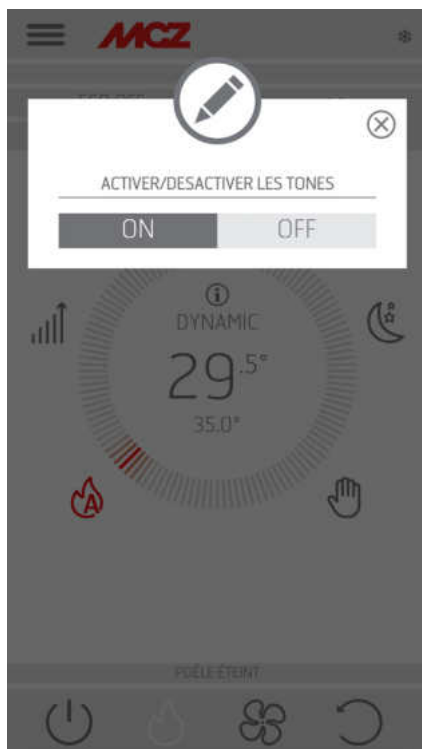 MCZ
ACTIVER/DESACTIVER LES TONES
ON OFF
DYNAMIC
29.5°
35.0°
A
POÊLE ÉTEINT